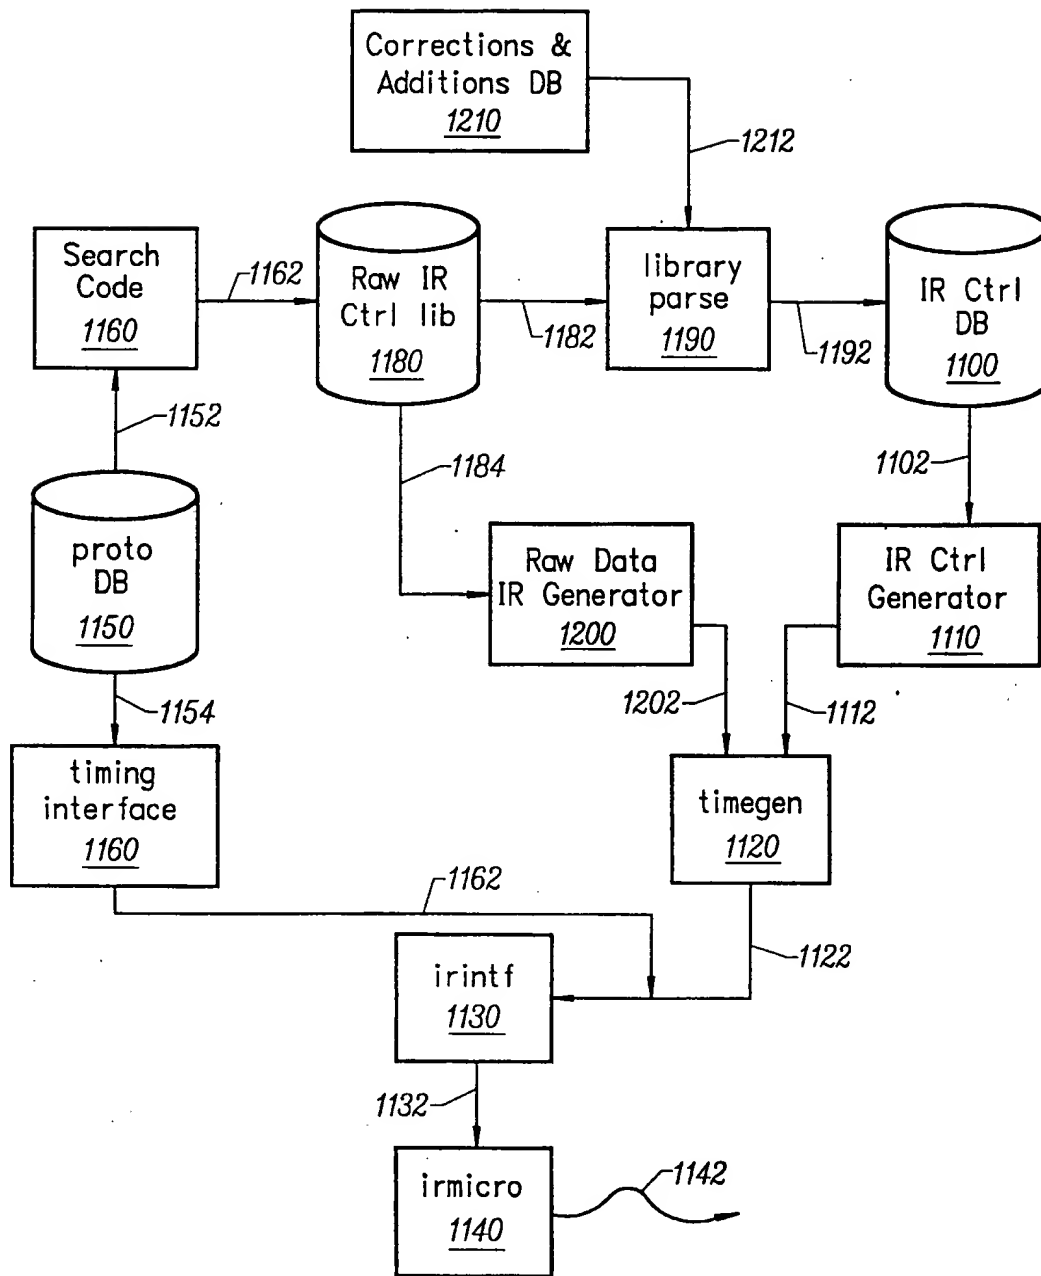 Corrections &
Additions DB
1210
1212
Search
Code
1160
1162
Raw IR
Ctrl lib
1180
1182
library
parse
1190
1192
IR Ctrl
DB
1100
1152
1184
1102
proto
DB
1150
Raw Data
IR Generator
1200
IR Ctrl
Generator
1110
1154
1202
1112
timing
interface
1160
timegen
1120
1162
1122
irintf
1130
1132
irmicro
1140
1142